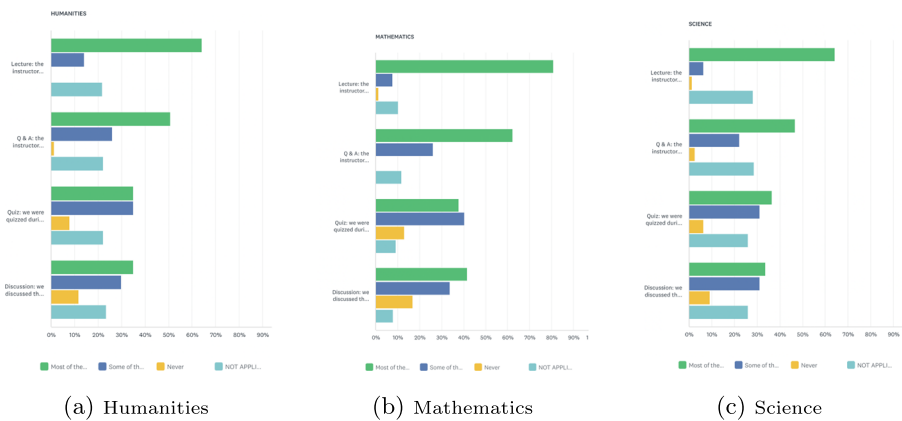 HUMANITIES
Lecture: the
instructor...
Q & A: the
instructor...
Quiz: we were
quizzed duri...
Discussion: we
discussed th...
0% 10% 20% 30% 40% 50% 60% 70% 80% 90%
Most of the... Some of th... Never NOT APPLI...
(a) Humanities
MATHEMATICS
Lecture: the
instructor...
Q & A: the
instructor...
Quiz: we were
quizzed duri...
Discussion: we
discussed th...
0% 10% 20% 30% 40% 50% 60% 70% 80% 90% 1
Most of the... Some of th... Never NOT APPLI...
(b) Mathematics
SCIENCE
Lecture: the
instructor...
Q & A: the
instructor...
Quiz: we were
quizzed duri...
Discussion: we
discussed th...
0% 10% 20% 30% 40% 50% 60% 70% 80% 90%
Most of the... Some of th... Never NOT APPLI...
(c) Science